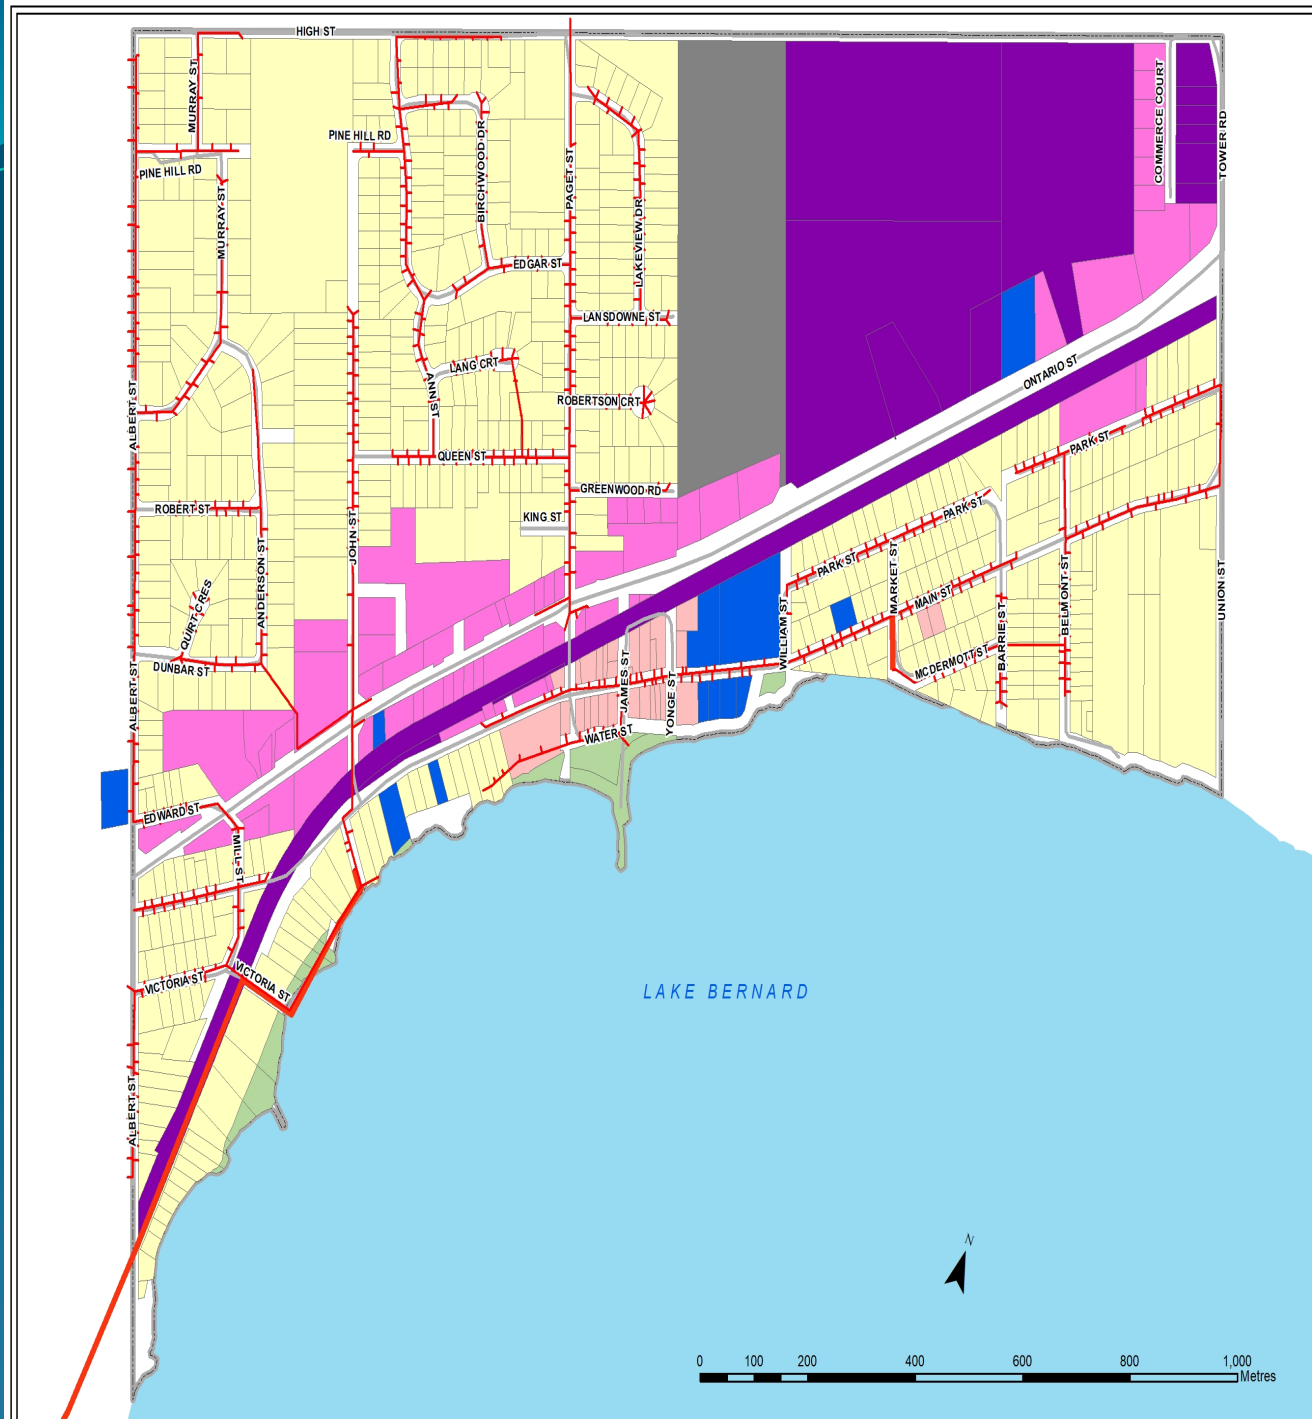 HIGH ST
MURRAY ST
PINE HILL RD
PINE HILL RD
MURRAY ST
BIRCHWOOD DR
PAGET ST
LAKEVIEW DR
COMMERCE COURT
TOWER RD
EDGAR ST
LANSDOWNE ST
LANG CRT
ANN ST
ROBERTSON CRT
ONTARIO ST
ALBERT ST
QUEEN ST
PARK ST
GREENWOOD RD
ROBERT ST
KING ST
JOHN ST
PARK ST
ANDERSON ST
QUIRT CRES
PARK ST
MARKET ST
MAIN ST
WILLIAM ST
BARRIE ST
BELMONT ST
UNION ST
DUNBAR ST
MCDERMOTT ST
ALBERT ST
JAMES ST
YONGE ST
WATER ST
EDWARD ST
MILL ST
VICTORIA ST
VICTORIA ST
ALBERT ST
LAKE BERNARD
N
0 100 200 400 600 800 1,000
Metres